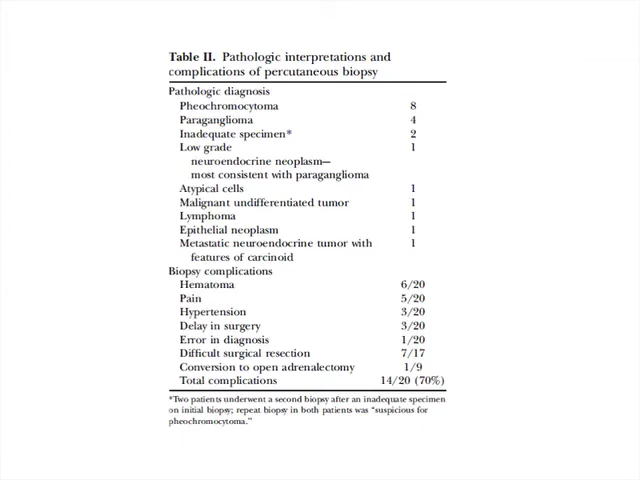 Table II. Pathologic interpretations and
complications of percutaneous biopsy
Pathologic diagnosis
Pheochromocytoma 8
Paraganglioma 4
Inadequate specimen* 2
Low grade 1
neuroendocrine neoplasm—
most consistent with paraganglioma
Atypical cells 1
Malignant undifferentiated tumor 1
Lymphoma 1
Epithelial neoplasm 1
Metastatic neuroendocrine tumor with 1
features of carcinoid
Biopsy complications
Hematoma 6/20
Pain 5/20
Hypertension 3/20
Delay in surgery 3/20
Error in diagnosis 1/20
Difficult surgical resection 7/17
Conversion to open adrenalectomy 1/9
Total complications 14/20 (70%)
*Two patients underwent a second biopsy after an inadequate specimen
on initial biopsy; repeat biopsy in both patients was “suspicious for
pheochromocytoma.”